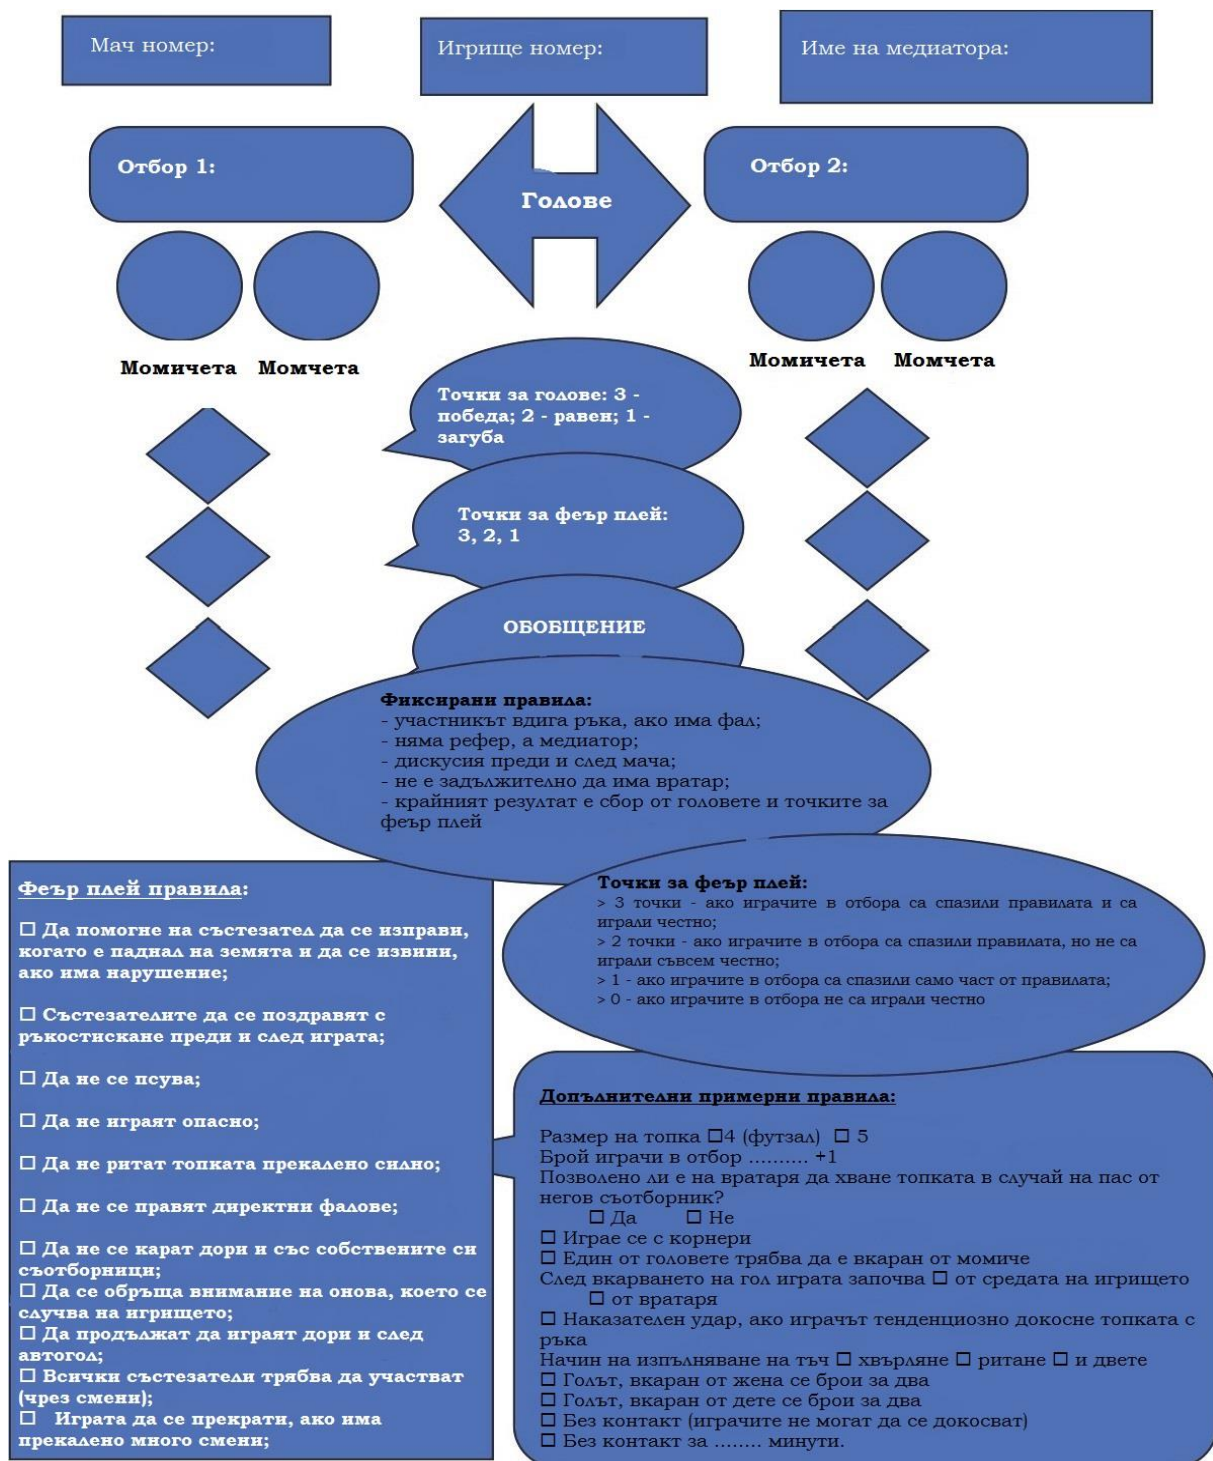 Мач номер:
Игрище номер:
Име на медиатора:
Отбор 1:
Голове
Отбор 2:
Момичета Момчета
Момичета Момчета
Точки за голове: 3 -
победа; 2 - равен; 1 -
загуба
Точки за феър плей:
3, 2, 1
ОБОБЩЕНИЕ
Фиксирани правила:
- участникът вдига ръка, ако има фал;
- няма рефер, а медиатор;
- дискусия преди и след мача;
- не е задължително да има вратар;
- крайният резултат е сбор от головете и точките за
феър плей
Точки за феър плей:
> 3 точки - ако играчите в отбора са спазили правилата и са
играли честно;
> 2 точки - ако играчите в отбора са спазили правилата, но не са
играли съвсем честно;
> 1 - ако играчите в отбора са спазили само част от правилата;
> 0 - ако играчите в отбора не са играли честно
Феър плей правила:
☐ Да помогне на състезател да се изправи,
когато е паднал на земята и да се извини,
ако има нарушение;
☐ Състезателите да се поздравят с
ръкостискане преди и след играта;
☐ Да не се псува;
☐ Да не играят опасно;
☐ Да не ритат топката прекалено силно;
☐ Да не се правят директни фалове;
☐ Да не се карат дори и със собствените си
съотборници;
☐ Да се обръща внимание на онова, което се
случва на игрището;
☐ Да продължат да играят дори и след
автогол;
☐ Всички състезатели трябва да участват
(чрез смени);
☐ Играта да се прекрати, ако има
прекалено много смени;
Допълнителни примерни правила:
Размер на топка ☐4 (футзал) ☐ 5
Брой играчи в отбор .......... +1
Позволено ли е на вратаря да хване топката в случай на пас от
негов съотборник?
☐ Да ☐ Не
☐ Играе се с корнери
☐ Един от головете трябва да е вкаран от момиче
След вкарването на гол играта започва ☐ от средата на игрището
☐ от вратаря
☐ Наказателен удар, ако играчът тенденциозно докосне топката с
ръка
Начин на изпълняване на тъч ☐ хвърляне ☐ ритане ☐ и двете
☐ Голът, вкаран от жена се брои за два
☐ Голът, вкаран от дете се брои за два
☐ Без контакт (играчите не могат да се докосват)
☐ Без контакт за ........ минути.